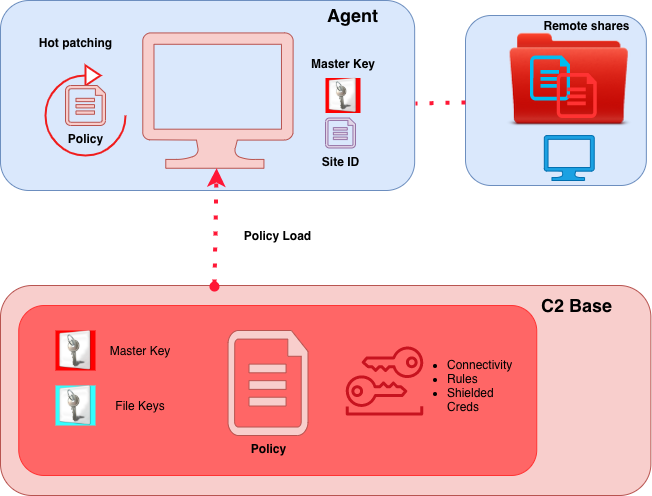 Agent
Hot patching
Policy
Master Key
Site ID
Remote shares
Policy Load
C2 Base
Master Key
File Keys
Policy
• Connectivity
• Rules
• Shielded
Creds